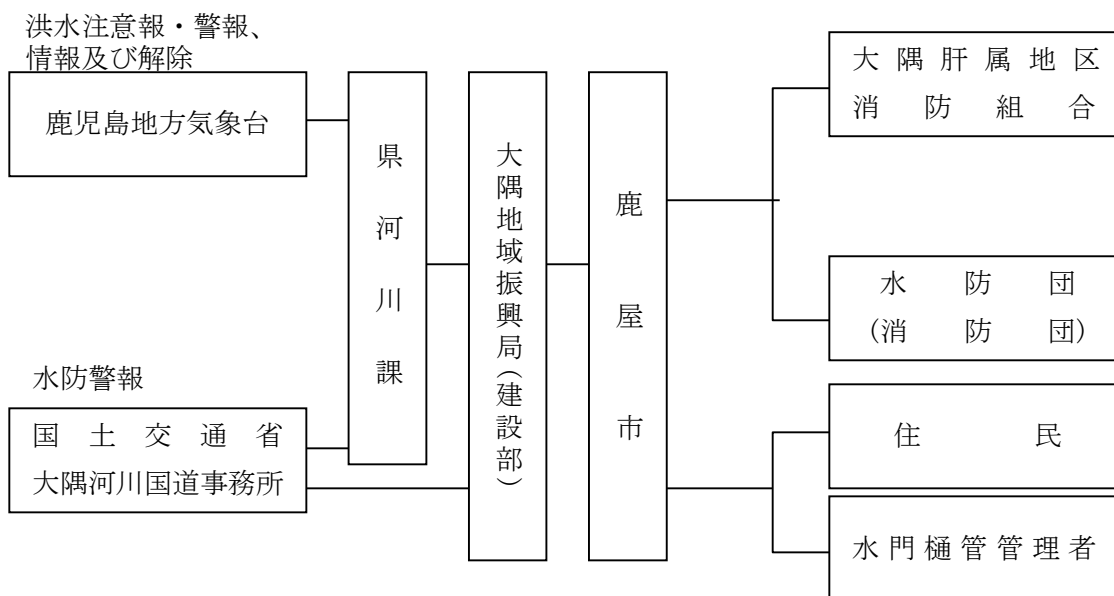 洪水注意報・警報、
情報及び解除
鹿児島地方気象台
水防警報
国土交通省
大隅河川国道事務所
県河川課
大隅地域振興局(建設部)
鹿屋市
大隅肝属地区
消防組合
水防団
(消防団)
住民
水門樋管管理者